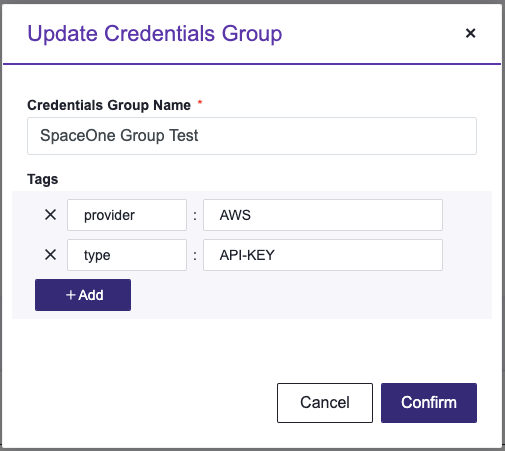 Update Credentials Group ×
Credentials Group Name *
SpaceOne Group Test
Tags
× provider : AWS
× type : API-KEY
+ Add
Cancel Confirm